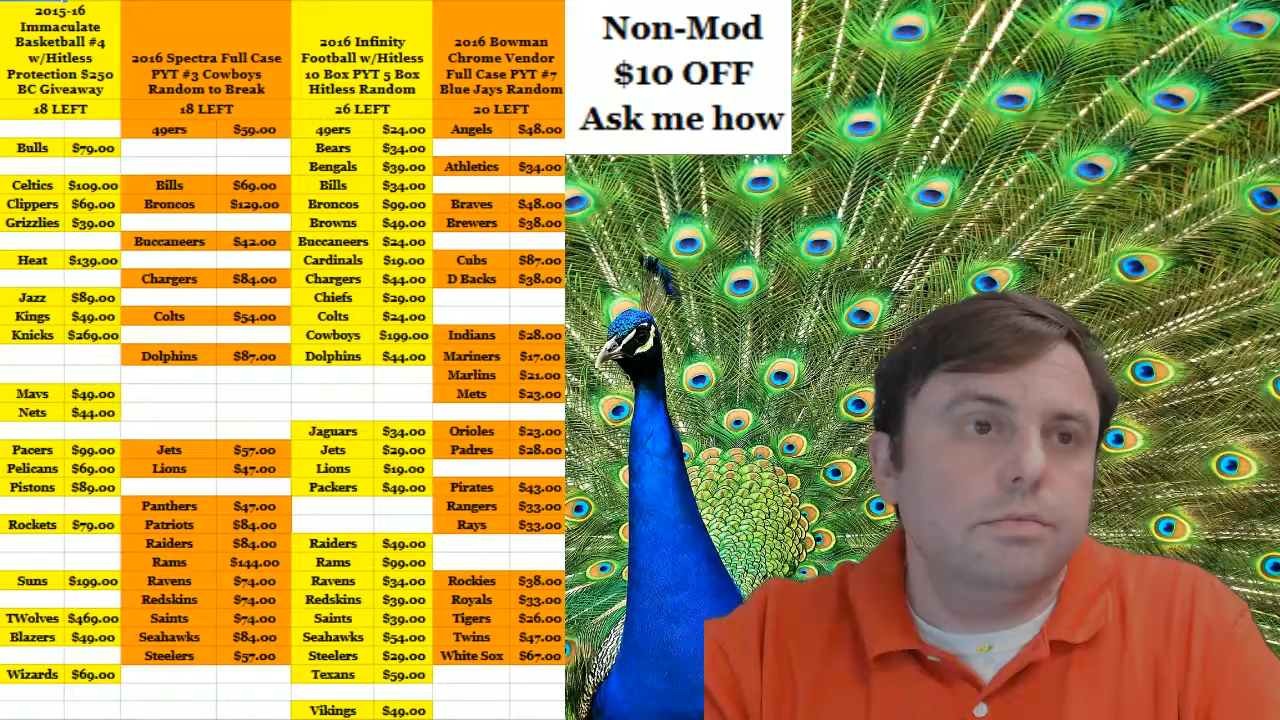 2015-16
Immaculate
Basketball #4
w/Hitless
Protection $250
BC Giveaway
18 LEFT
Bulls $79.00
Celtics $109.00
Clippers $69.00
Grizzlies $39.00
Heat $139.00
Jazz $89.00
Kings $49.00
Knicks $269.00
Mavs $49.00
Nets $44.00
Pacers $99.00
Pelicans $69.00
Pistons $89.00
Rockets $79.00
Suns $199.00
TWolves $469.00
Blazers $49.00
Wizards $69.00
2016 Spectra Full Case
PYT #3 Cowboys
Random to Break
18 LEFT
49ers $59.00
Bills $69.00
Broncos $129.00
Buccaneers $42.00
Chargers $84.00
Colts $54.00
Dolphins $87.00
Jets $57.00
Lions $47.00
Panthers $47.00
Patriots $84.00
Raiders $84.00
Rams $144.00
Ravens $74.00
Redskins $74.00
Saints $74.00
Seahawks $84.00
Steelers $57.00
2016 Infinity
Football w/Hitless
10 Box PYT 5 Box
Hitless Random
26 LEFT
49ers $24.00
Bears $34.00
Bengals $39.00
Bills $34.00
Broncos $99.00
Browns $49.00
Buccaneers $24.00
Cardinals $19.00
Chargers $44.00
Chiefs $29.00
Colts $24.00
Cowboys $199.00
Dolphins $44.00
Jaguars $34.00
Jets $29.00
Lions $19.00
Packers $49.00
Raiders $49.00
Rams $99.00
Ravens $34.00
Redskins $39.00
Saints $39.00
Seahawks $54.00
Steelers $29.00
Texans $59.00
Vikings $49.00
2016 Bowman
Chrome Vendor
Full Case PYT #7
Blue Jays Random
20 LEFT
Angels $48.00
Athletics $34.00
Braves $48.00
Brewers $38.00
Cubs $87.00
D Backs $38.00
Indians $28.00
Mariners $17.00
Marlins $21.00
Mets $23.00
Orioles $23.00
Padres $28.00
Pirates $43.00
Rangers $33.00
Rays $33.00
Rockies $38.00
Royals $33.00
Tigers $26.00
Twins $47.00
White Sox $67.00
Non-Mod
$10 OFF
Ask me how